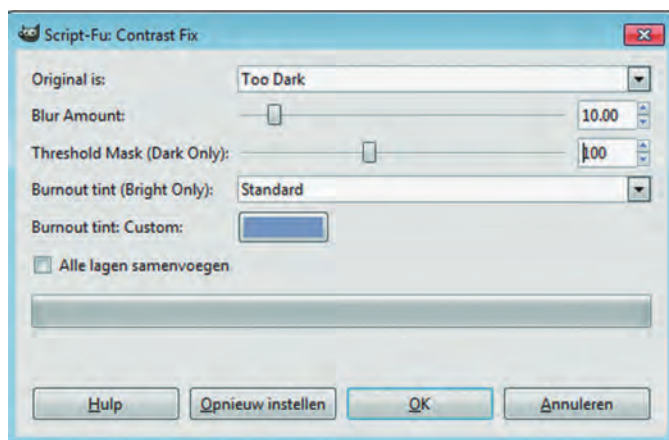 Script-Fu: Contrast Fix
Original is: Too Dark
Blur Amount: 10.00
Threshold Mask (Dark Only): 100
Burnout tint (Bright Only): Standard
Burnout tint: Custom:
Alle lagen samenvoegen
Hulp Opnieuw instellen OK Annuleren